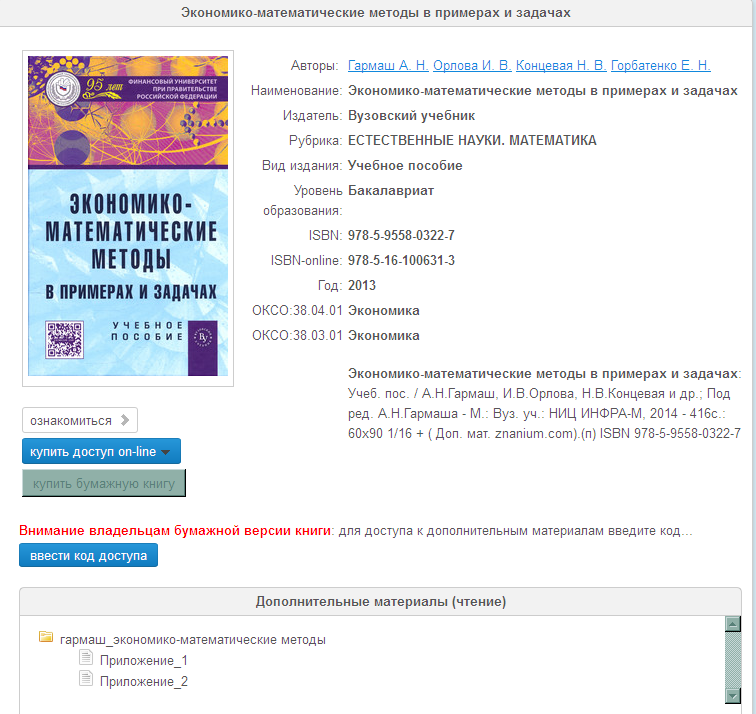 Экономико-математические методы в примерах и задачах
95 лет
ФИНАНСОВЫЙ УНИВЕРСИТЕТ
ПРИ ПРАВИТЕЛЬСТВЕ
РОССИЙСКОЙ ФЕДЕРАЦИИ
ЭКОНОМИКО-
МАТЕМАТИЧЕСКИЕ
МЕТОДЫ
В ПРИМЕРАХ И ЗАДАЧАХ
УЧЕБНОЕ
ПОСОБИЕ
Ву
Авторы: Гармаш А. Н. Орлова И. В. Концевая Н. В. Горбатенко Е. Н.
Наименование: Экономико-математические методы в примерах и задачах
Издатель: Вузовский учебник
Рубрика: ЕСТЕСТВЕННЫЕ НАУКИ. МАТЕМАТИКА
Вид издания: Учебное пособие
Уровень Бакалавриат
образования:
ISBN: 978-5-9558-0322-7
ISBN-online: 978-5-16-100631-3
Год: 2013
ОКСО:38.04.01 Экономика
ОКСО:38.03.01 Экономика
Экономико-математические методы в примерах и задачах:
Учеб. пос. / А.Н.Гармаш, И.В.Орлова, Н.В.Концевая и др.; Под
ред. А.Н.Гармаша - М.: Вуз. уч.: НИЦ ИНФРА-М, 2014 - 416с.:
60x90 1/16 + ( Доп. мат. znanium.com).(п) ISBN 978-5-9558-0322-7
ознакомиться
купить доступ on-line
купить бумажную книгу
Внимание владельцам бумажной версии книги: для доступа к дополнительным материалам введите код...
ввести код доступа
Дополнительные материалы (чтение)
гармаш_экономико-математические методы
Приложение_1
Приложение_2